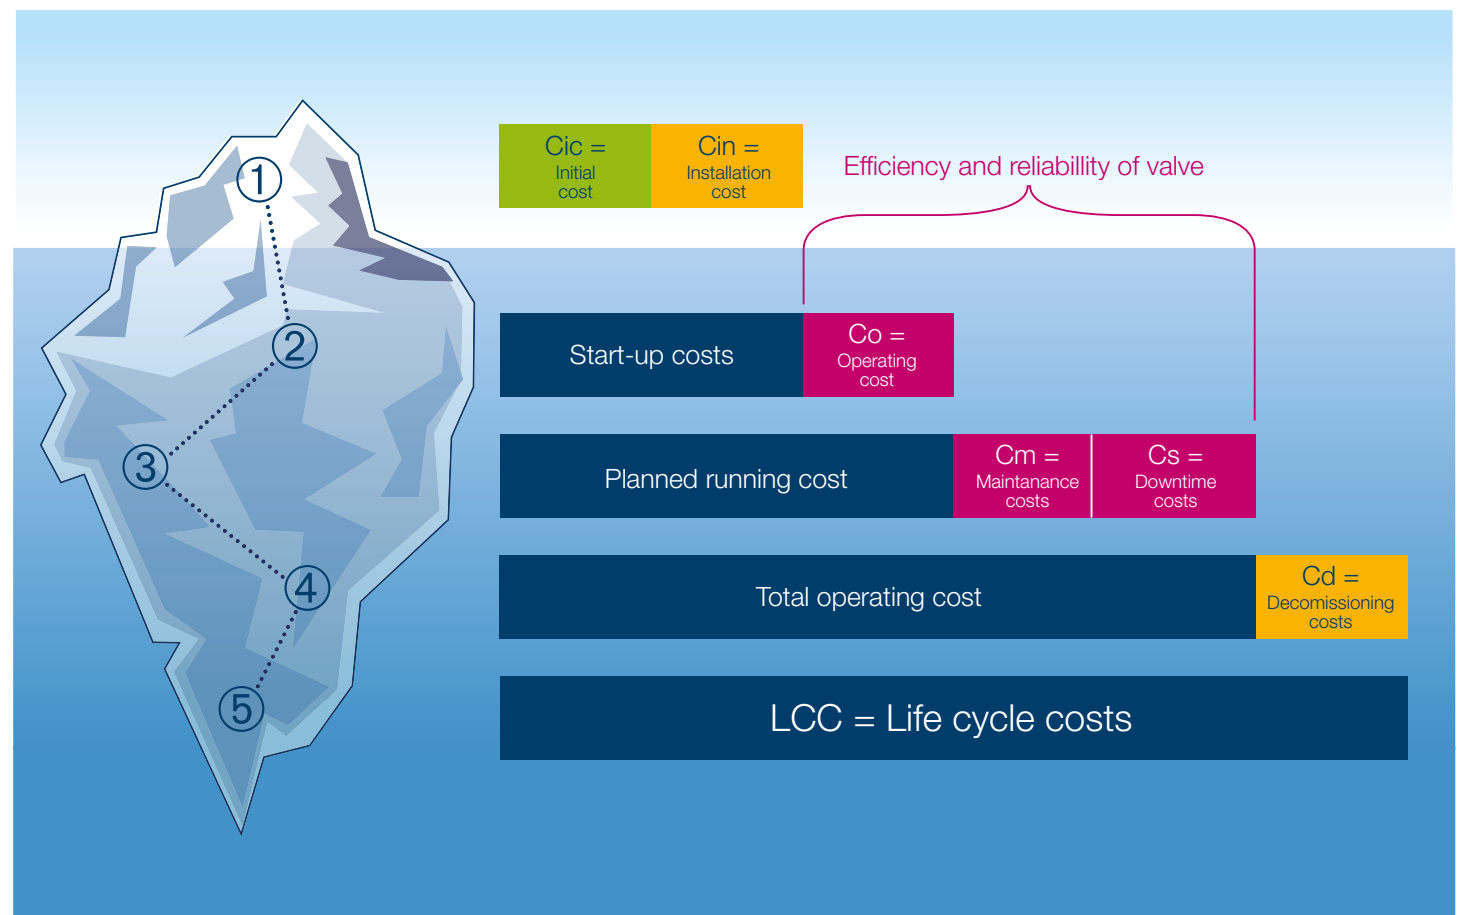 1
Cic =
Initial
cost
Cin =
Installation
cost
Efficiency and reliabillity of valve
2
Start-up costs
Co =
Operating
cost
3
Planned running cost
Cm =
Maintanance
costs
Cs =
Downtime
costs
4
Total operating cost
Cd =
Decomissioning
costs
5
LCC = Life cycle costs